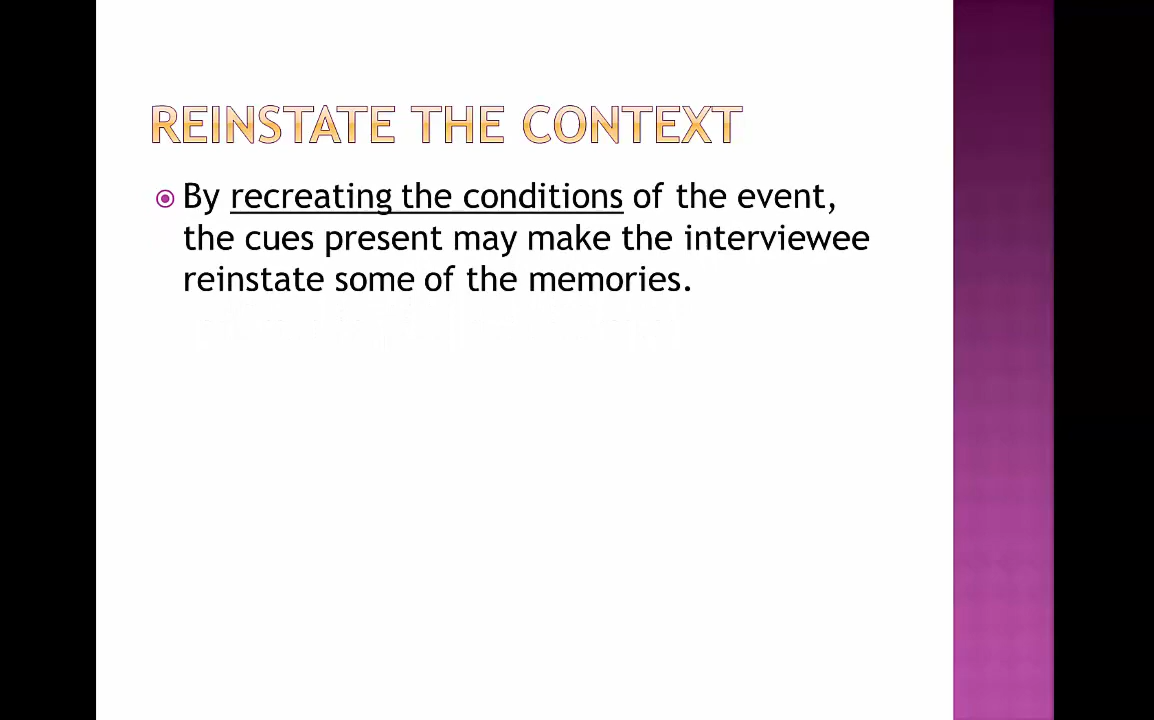 REINSTATE THE CONTEXT
By recreating the conditions of the event,
the cues present may make the interviewee
reinstate some of the memories.